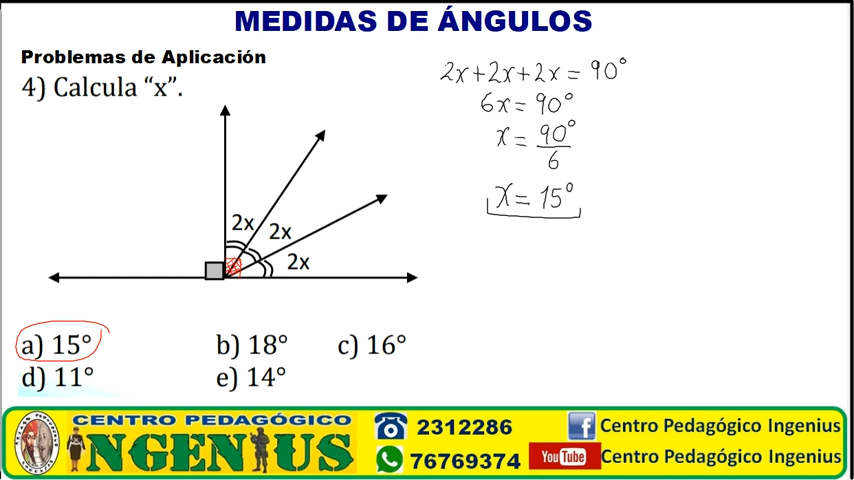 MEDIDAS DE ÁNGULOS
Problemas de Aplicación
4) Calcula “x”.
2x+2x+2x = 90°
6x = 90°
x = 90°
6
x = 15°
2x
2x
2x
a) 15°
b) 18°
c) 16°
d) 11°
e) 14°
CENTRO PEDAGÓGICO
INGENIUS
2312286
76769374
f Centro Pedagógico Ingenius
YouTube Centro Pedagógico Ingenius